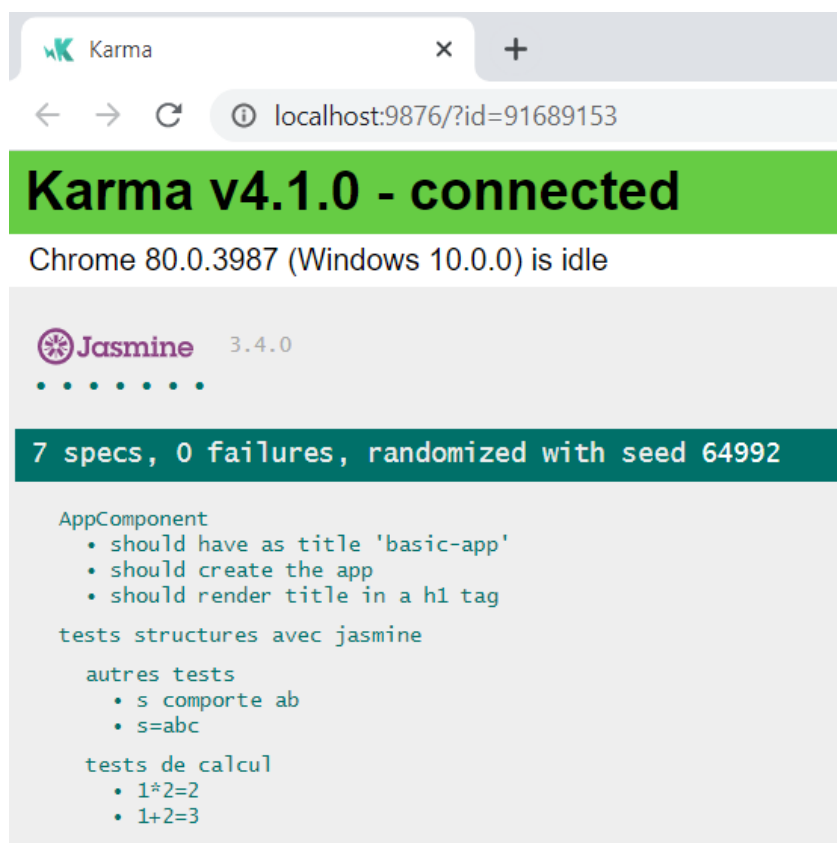 Karma
localhost:9876/?id=91689153
Karma v4.1.0 - connected
Chrome 80.0.3987 (Windows 10.0.0) is idle
Jasmine 3.4.0
• • • • • • •
7 specs, 0 failures, randomized with seed 64992
AppComponent
• should have as title 'basic-app'
• should create the app
• should render title in a h1 tag
tests structures avec jasmine
autres tests
• s comporte ab
• s=abc
tests de calcul
• 1*2=2
• 1+2=3